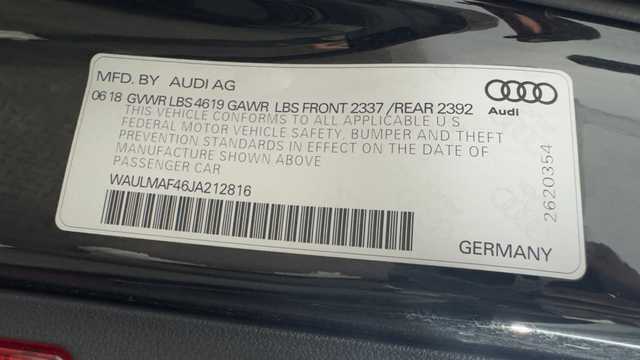 MFD. BY AUDI AG
06 18 GVWR LBS 4619 GAWR LBS FRONT 2337 /REAR 2392
THIS VEHICLE CONFORMS TO ALL APPLICABLE U.S
FEDERAL MOTOR VEHICLE SAFETY, BUMPER AND THEFT
PREVENTION STANDARDS IN EFFECT ON THE DATE OF
MANUFACTURE SHOWN ABOVE
PASSENGER CAR
WAULMAF46JA212816
Audi
2620354
GERMANY